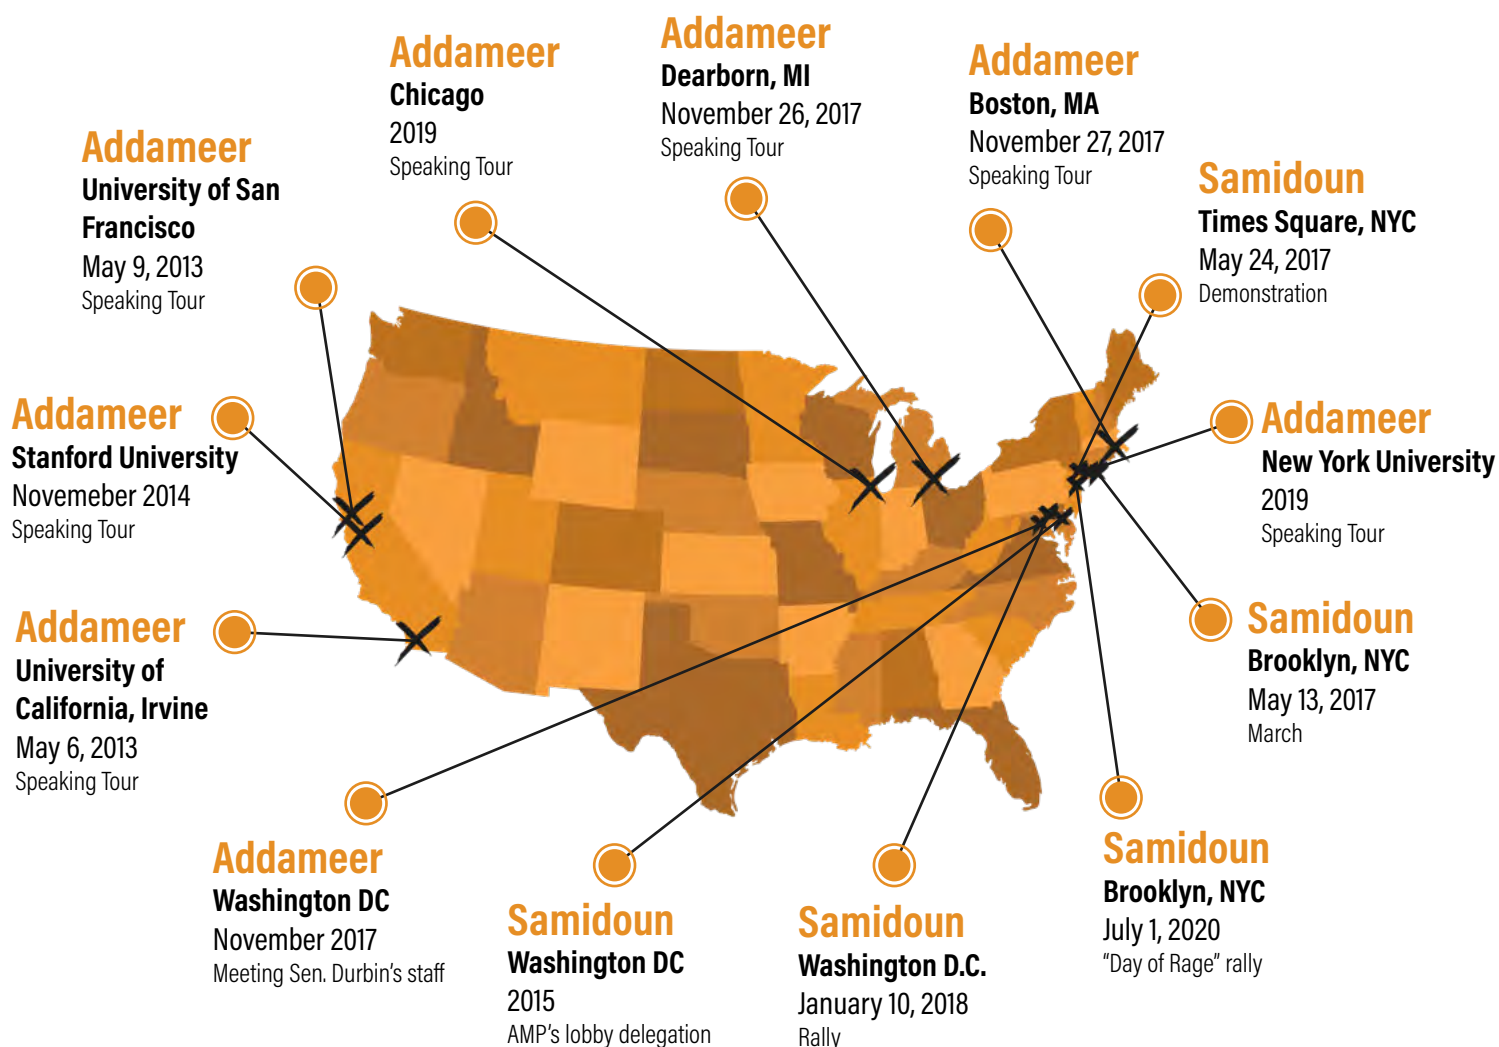 Addameer
Chicago
2019
Speaking Tour
Addameer
Dearborn, MI
November 26, 2017
Speaking Tour
Addameer
Boston, MA
November 27, 2017
Speaking Tour
Addameer
University of San
Francisco
May 9, 2013
Speaking Tour
Samidoun
Times Square, NYC
May 24, 2017
Demonstration
Addameer
Stanford University
Novemeber 2014
Speaking Tour
Addameer
New York University
2019
Speaking Tour
Addameer
University of
California, Irvine
May 6, 2013
Speaking Tour
Samidoun
Brooklyn, NYC
May 13, 2017
March
Addameer
Washington DC
November 2017
Meeting Sen. Durbin’s staff
Samidoun
Washington DC
2015
AMP’s lobby delegation
Samidoun
Washington D.C.
January 10, 2018
Rally
Samidoun
Brooklyn, NYC
July 1, 2020
“Day of Rage” rally